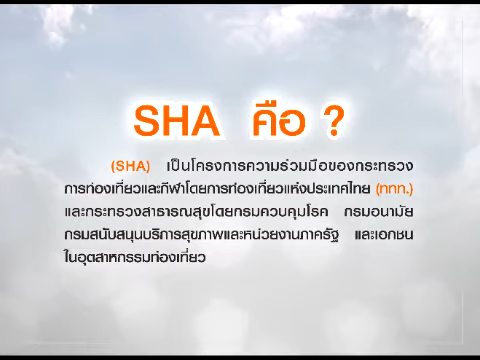 SHA คือ ?
(SHA) เป็นโครงการความร่วมมือของกระทรวง
การท่องเที่ยวและกีฬาโดยการท่องเที่ยวแห่งประเทศไทย (ททท.)
และกระทรวงสาธารณสุขโดยกรมควบคุมโรค กรมอนามัย
กรมสนับสนุนบริการสุขภาพและหน่วยงานภาครัฐ และเอกชน
ในอุตสาหกรรมท่องเที่ยว